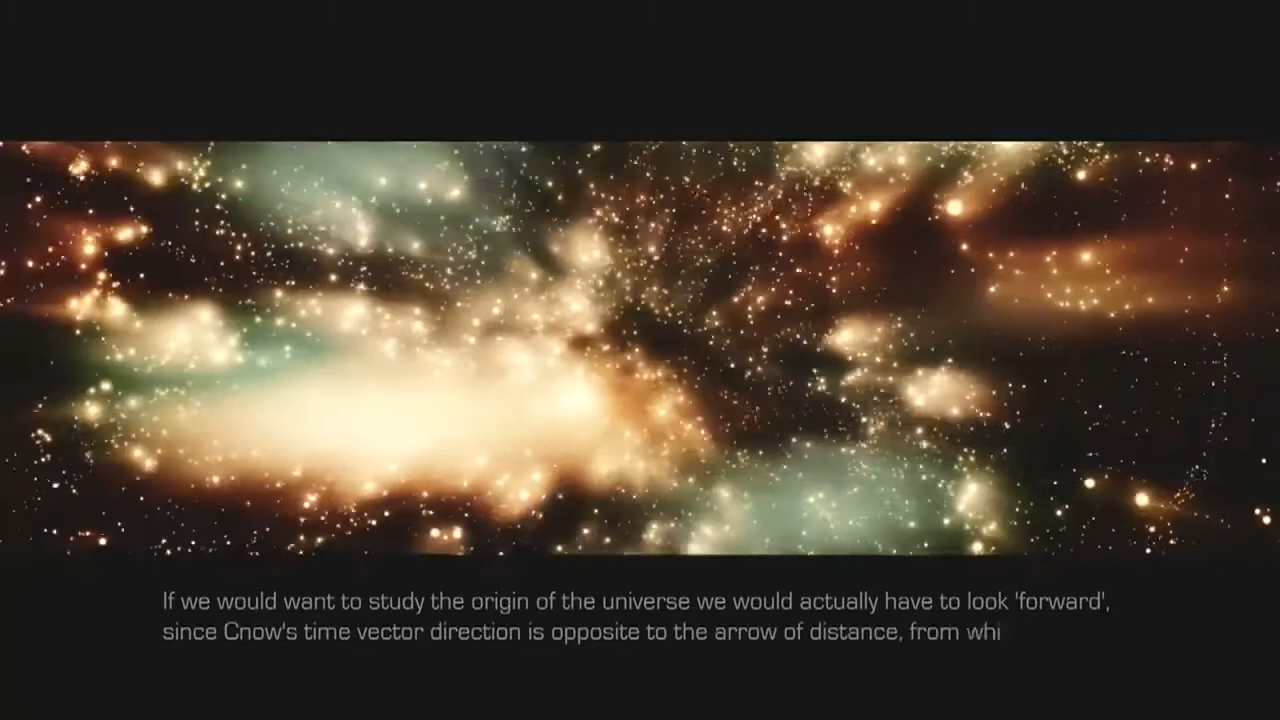 If we would want to study the origin of the universe we would actually have to look 'forward',
since Cnow's time vector direction is opposite to the arrow of distance, from whi